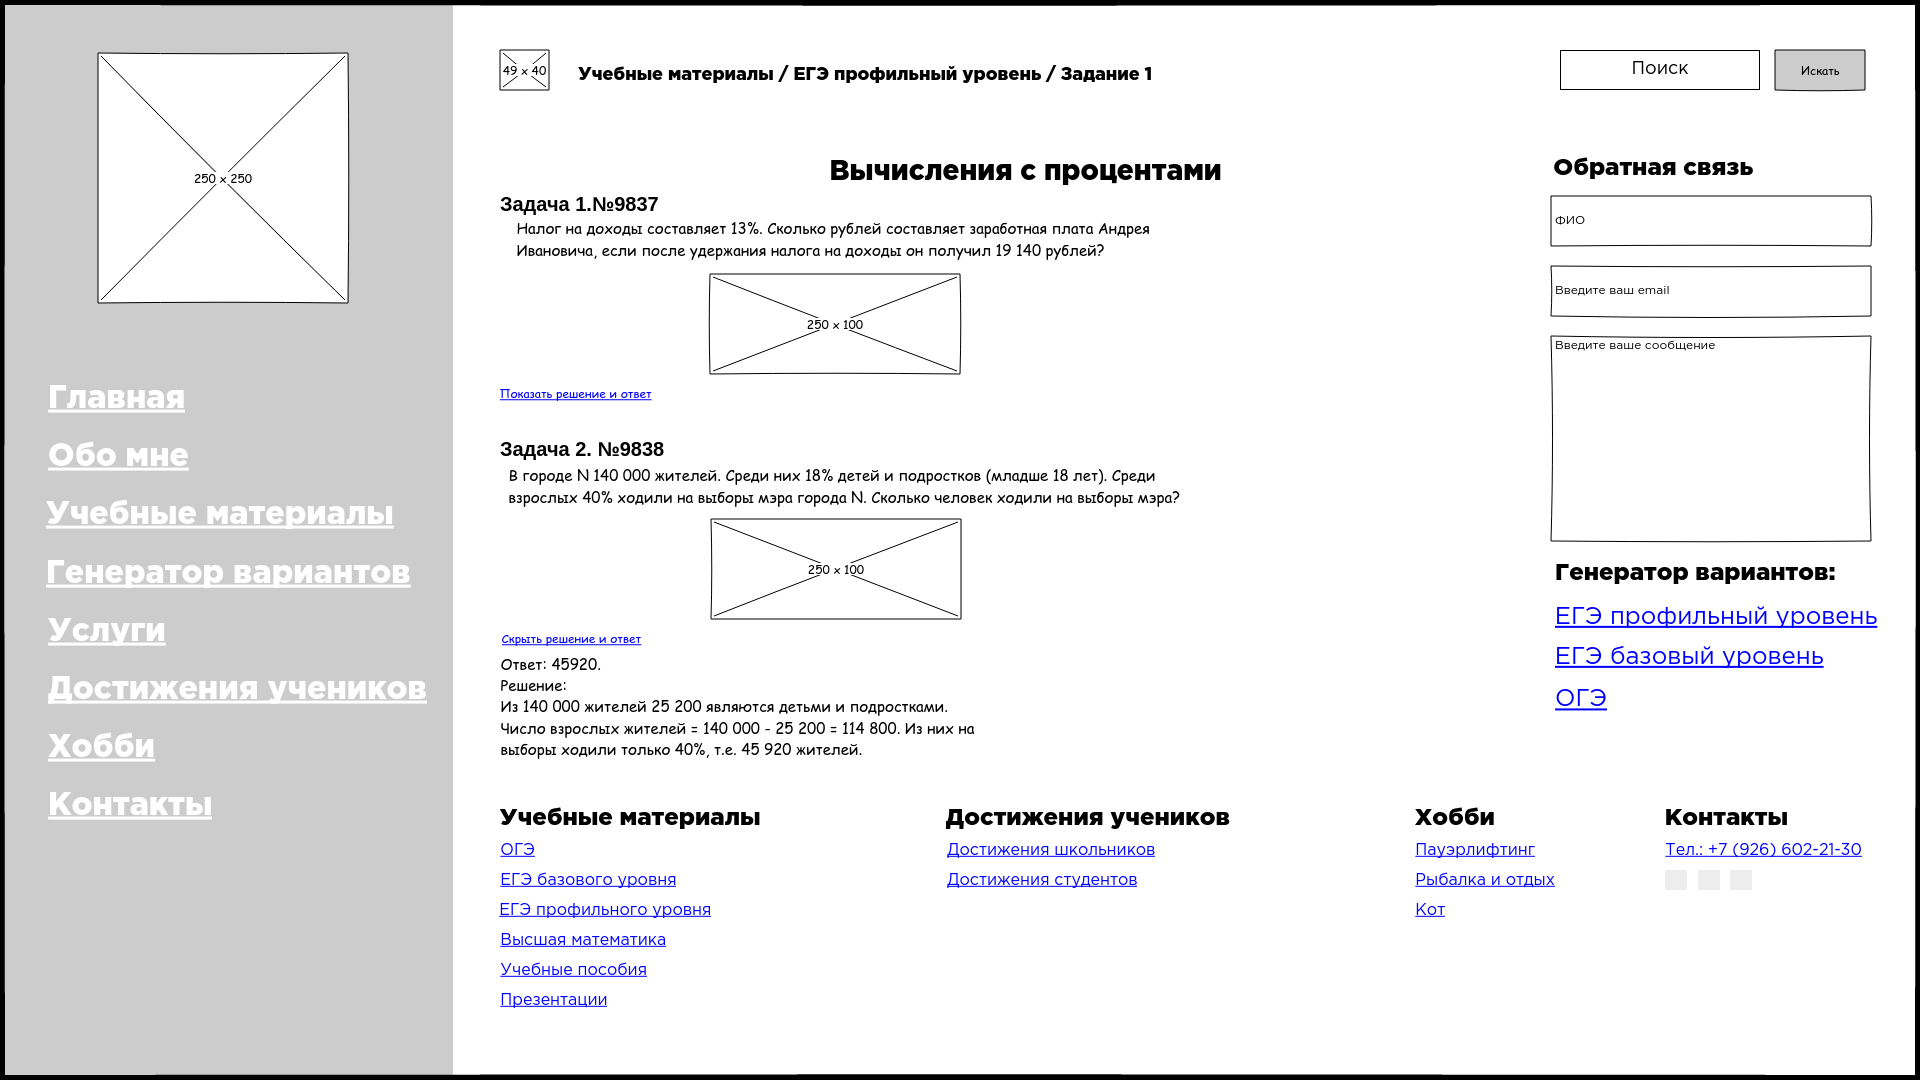 250 x 250
Главная
Обо мне
Учебные материалы
Генератор вариантов
Услуги
Достижения учеников
Хобби
Контакты
49 x 40
Учебные материалы / ЕГЭ профильный уровень / Задание 1
Поиск
Искать
Вычисления с процентами
Задача 1.№9837
Налог на доходы составляет 13%. Сколько рублей составляет заработная плата Андрея
Ивановича, если после удержания налога на доходы он получил 19 140 рублей?
250 x 100
Показать решение и ответ
Задача 2. №9838
В городе N 140 000 жителей. Среди них 18% детей и подростков (младше 18 лет). Среди
взрослых 40% ходили на выборы мэра города N. Сколько человек ходили на выборы мэра?
250 x 100
Скрыть решение и ответ
Ответ: 45920.
Решение:
Из 140 000 жителей 25 200 являются детьми и подростками.
Число взрослых жителей = 140 000 - 25 200 = 114 800. Из них на
выборы ходили только 40%, т.е. 45 920 жителей.
Обратная связь
ФИО
Введите ваш email
Введите ваше сообщение
Генератор вариантов:
ЕГЭ профильный уровень
ЕГЭ базовый уровень
ОГЭ
Учебные материалы
ОГЭ
ЕГЭ базового уровня
ЕГЭ профильного уровня
Высшая математика
Учебные пособия
Презентации
Достижения учеников
Достижения школьников
Достижения студентов
Хобби
Пауэрлифтинг
Рыбалка и отдых
Кот
Контакты
Тел.: +7 (926) 602-21-30